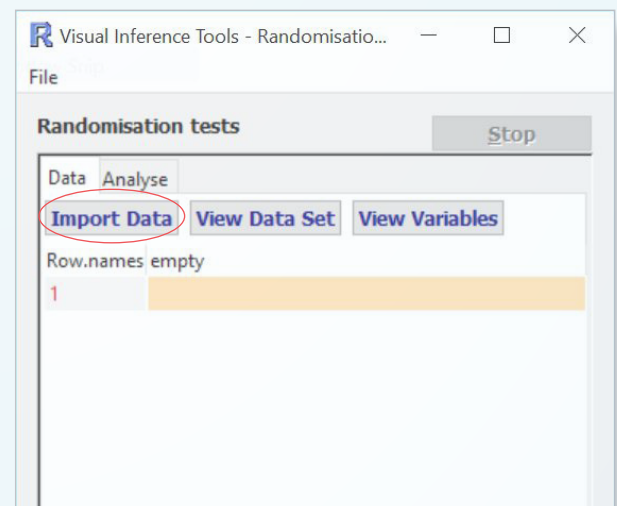 Visual Inference Tools - Randomisatio...
File
Randomisation tests
Stop
Data Analyse
Import Data View Data Set View Variables
Row.names empty
1